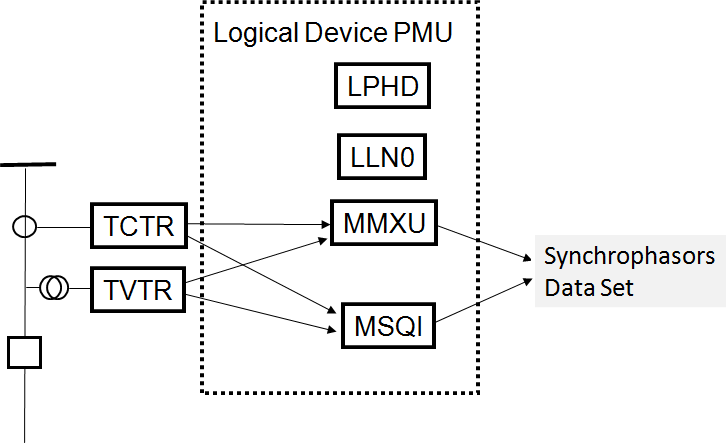 Logical Device PMU
LPHD
LLN0
TCTR
MMXU
TVTR
Synchrophasors
Data Set
MSQI